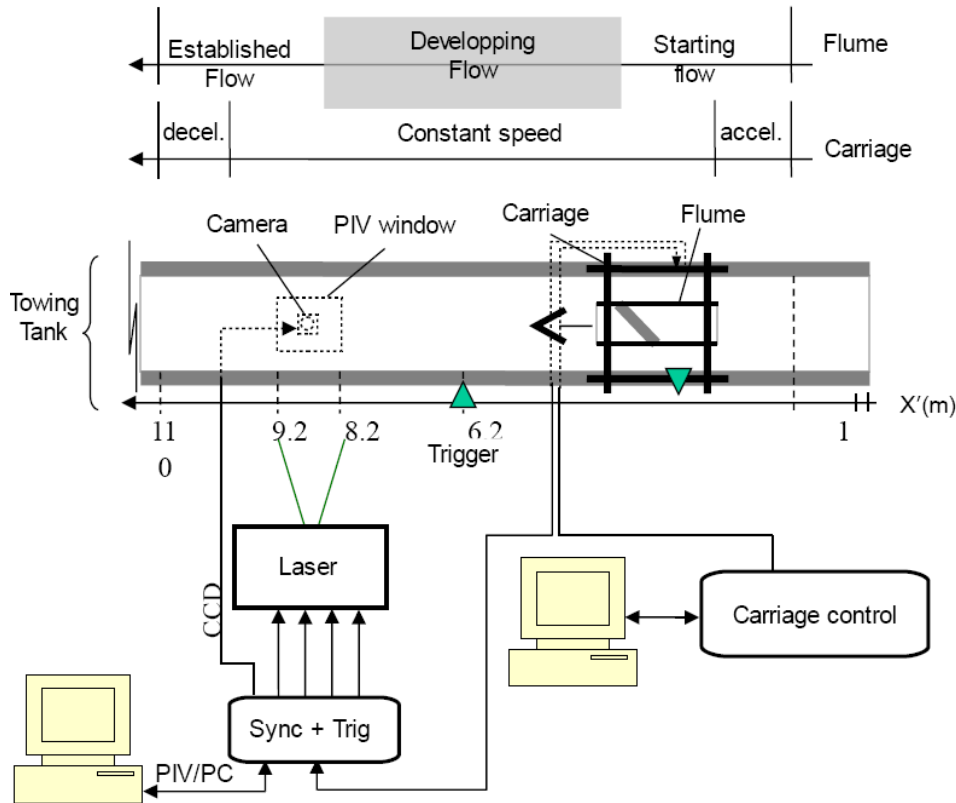 Established
Flow
Developping
Flow
Starting
flow
Flume
decel.
Constant speed
accel.
Carriage
Camera
PIV window
Carriage
Flume
Towing
Tank
X'(m)
11
0
9.2
8.2
6.2
1
Trigger
Laser
CCD
Carriage control
Sync + Trig
PIV/PC